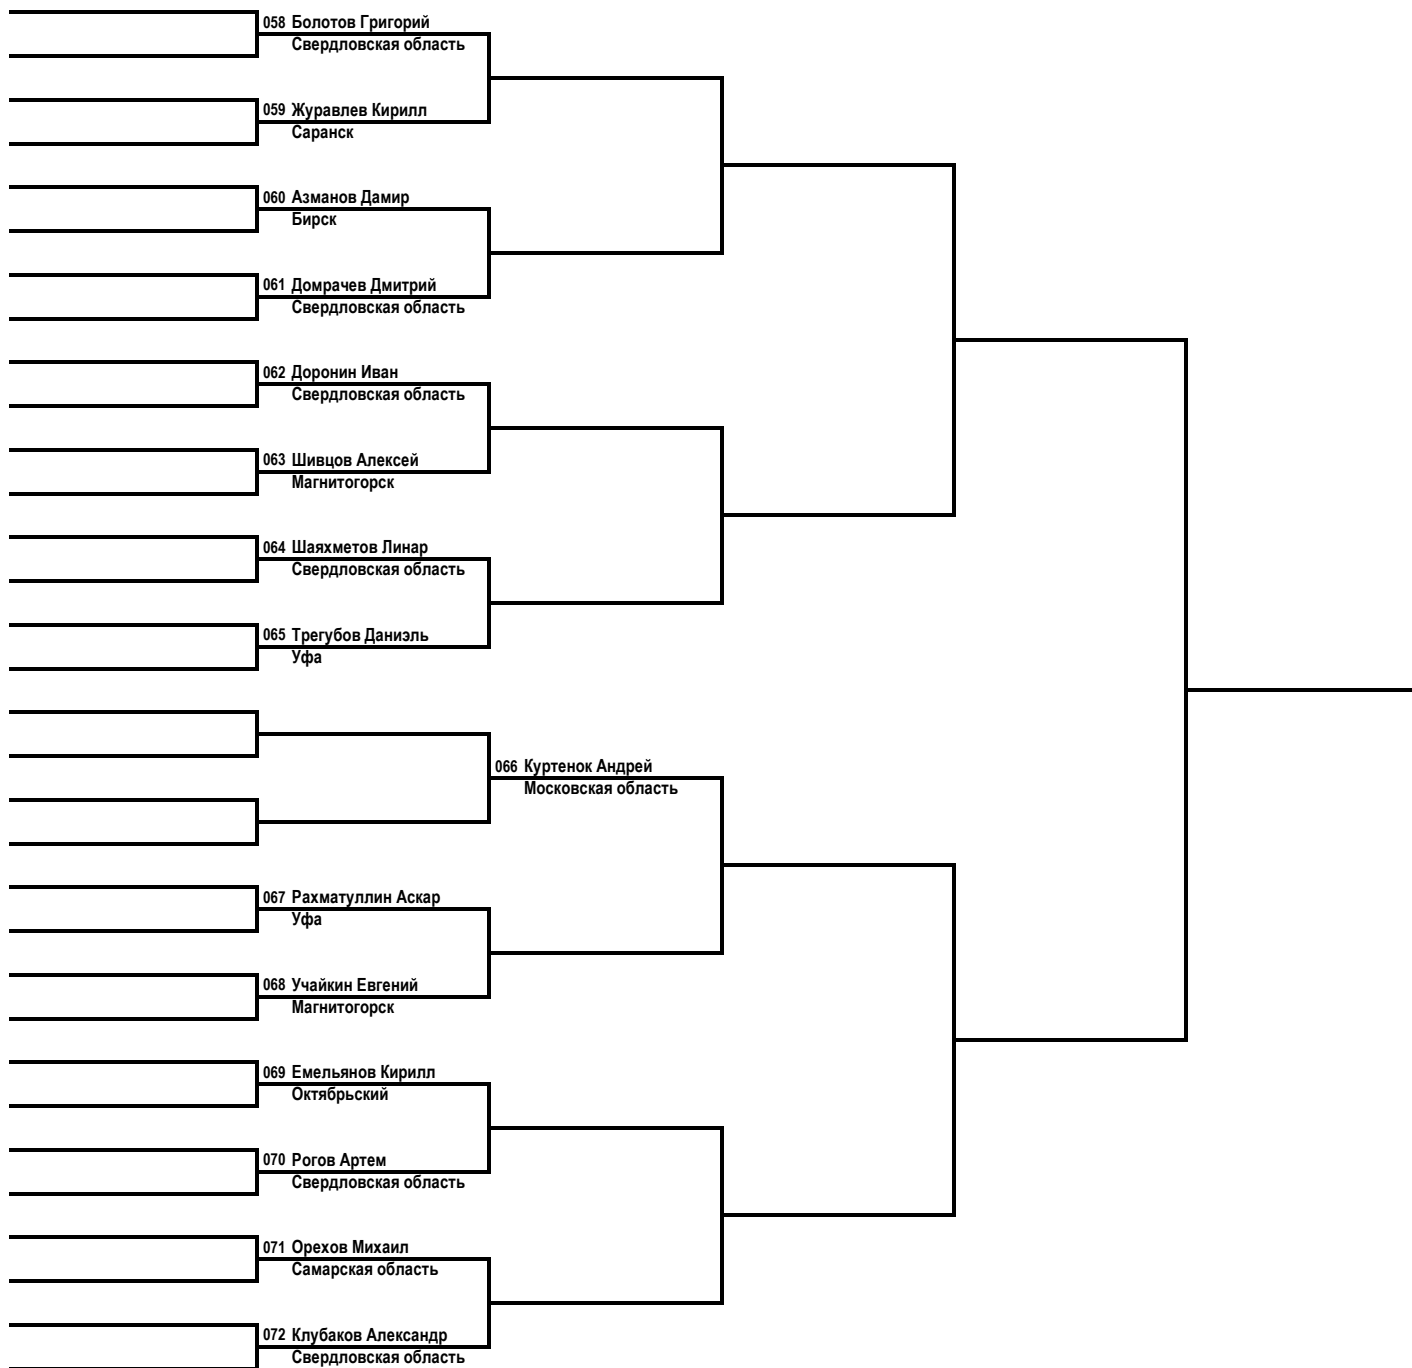 058 Болотов Григорий
Свердловская область
059 Журавлев Кирилл
Саранск
060 Азманов Дамир
Бирск
061 Домрачев Дмитрий
Свердловская область
062 Доронин Иван
Свердловская область
063 Шивцов Алексей
Магнитогорск
064 Шаяхметов Линар
Свердловская область
065 Трегубов Даниэль
Уфа
066 Куртенок Андрей
Московская область
067 Рахматуллин Аскар
Уфа
068 Учайкин Евгений
Магнитогорск
069 Емельянов Кирилл
Октябрьский
070 Рогов Артем
Свердловская область
071 Орехов Михаил
Самарская область
072 Клубаков Александр
Свердловская область